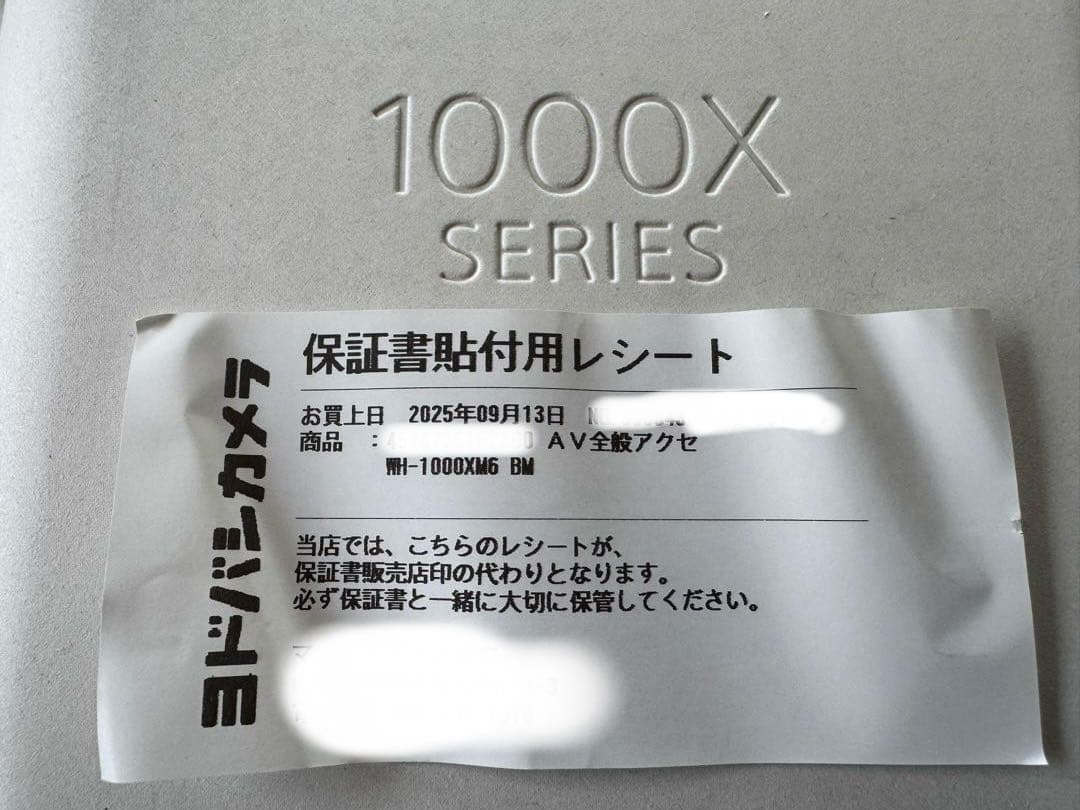 1000X
SERIES
ヨドバシカメラ
保証書貼付用レシート
お買上日 2025年09月13日
商品 : AV全般アクセ
WH-1000XM6 BM
当店では、こちらのレシートが、
保証書販売店印の代わりとなります。
必ず保証書と一緒に大切に保管してください。